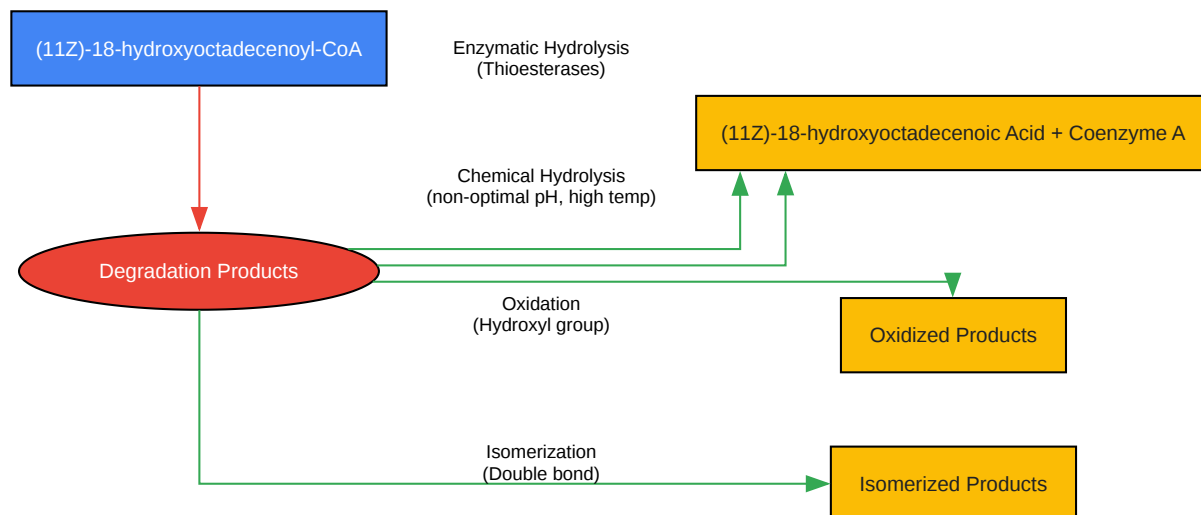 (11Z)-18-hydroxyoctadecenoyl-CoA
Enzymatic Hydrolysis
(Thioesterases)
(11Z)-18-hydroxyoctadecenoic Acid + Coenzyme A
Chemical Hydrolysis
(non-optimal pH, high temp)
Degradation Products
Oxidation
(Hydroxyl group)
Oxidized Products
Isomerization
(Double bond)
Isomerized Products